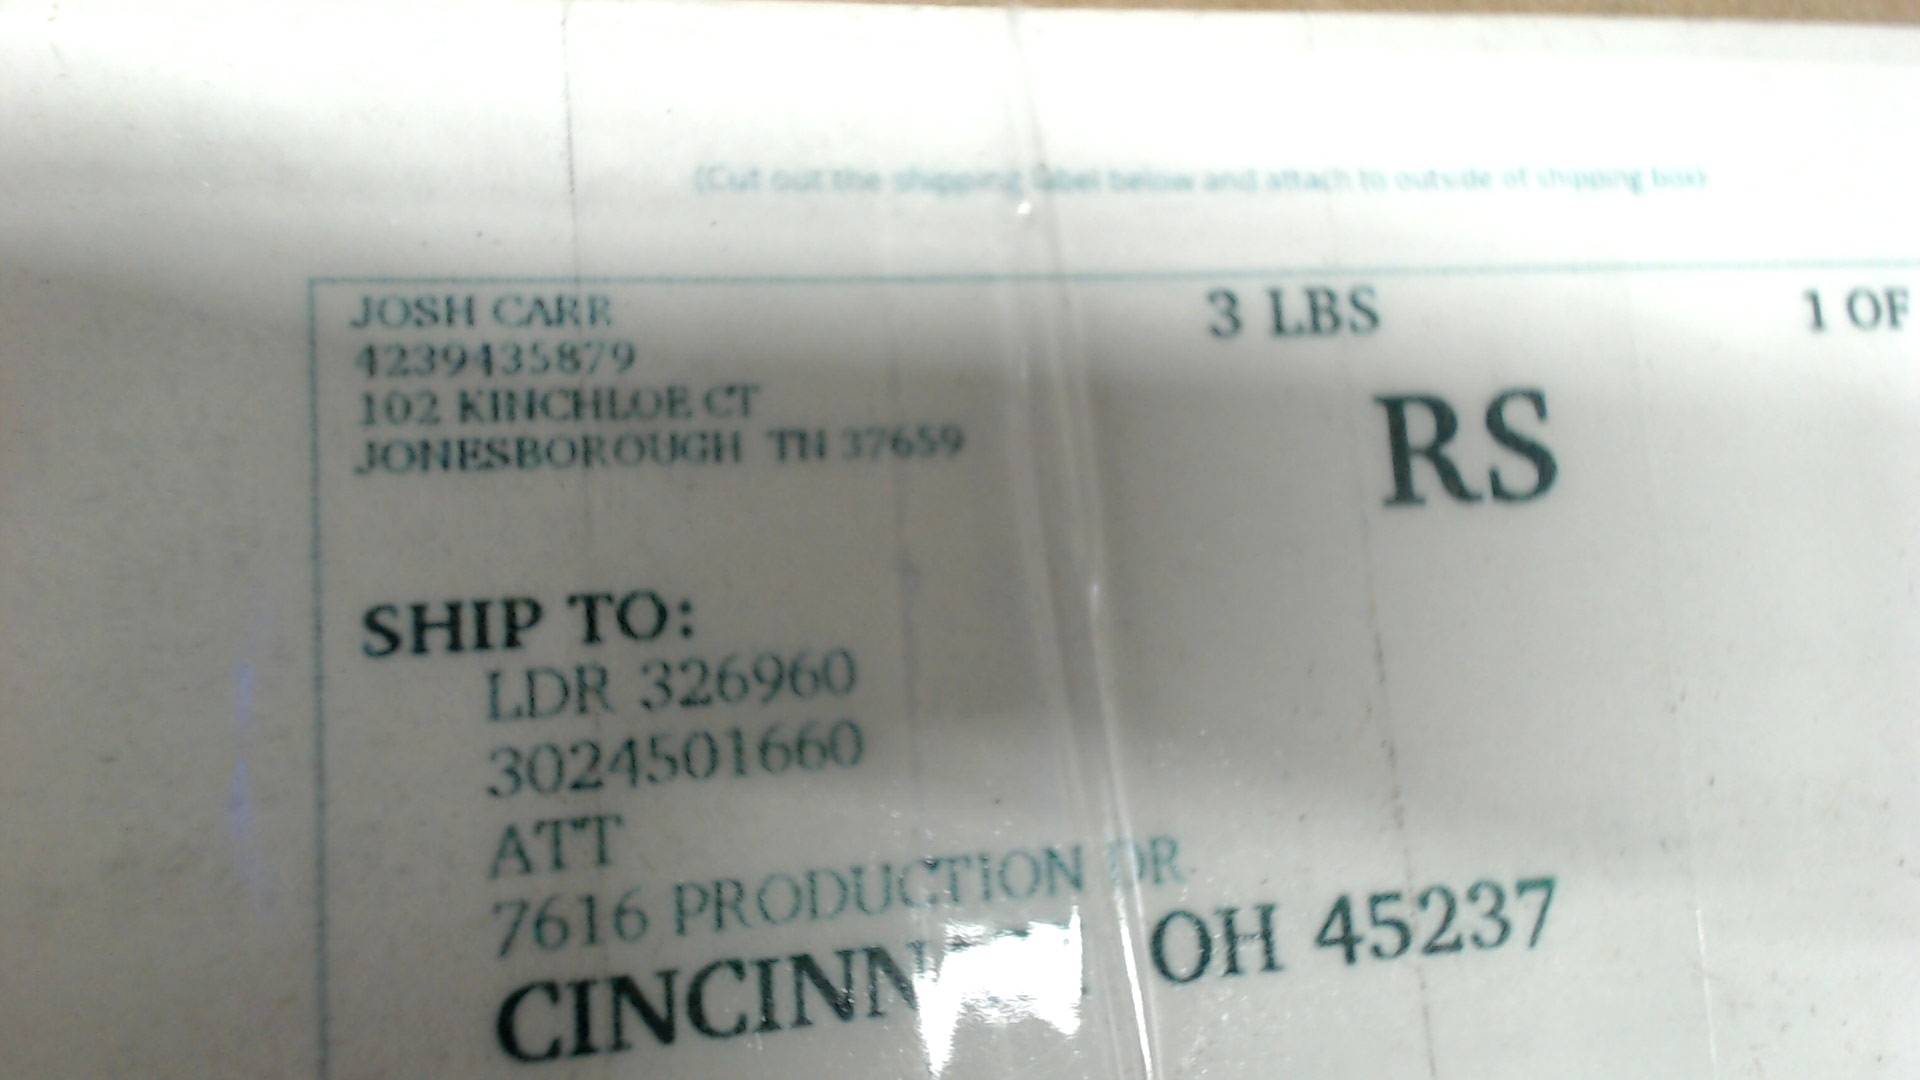 (Cut out the shipping label below and attach to outside of shipping box)
JOSH CARR 3 LBS 1 OF
4239435879
102 KINCHLOE CT
JONESBOROUGH TN 37659
RS
SHIP TO:
LDR 326960
3024501660
ATT
7616 PRODUCTION DR
OH 45237